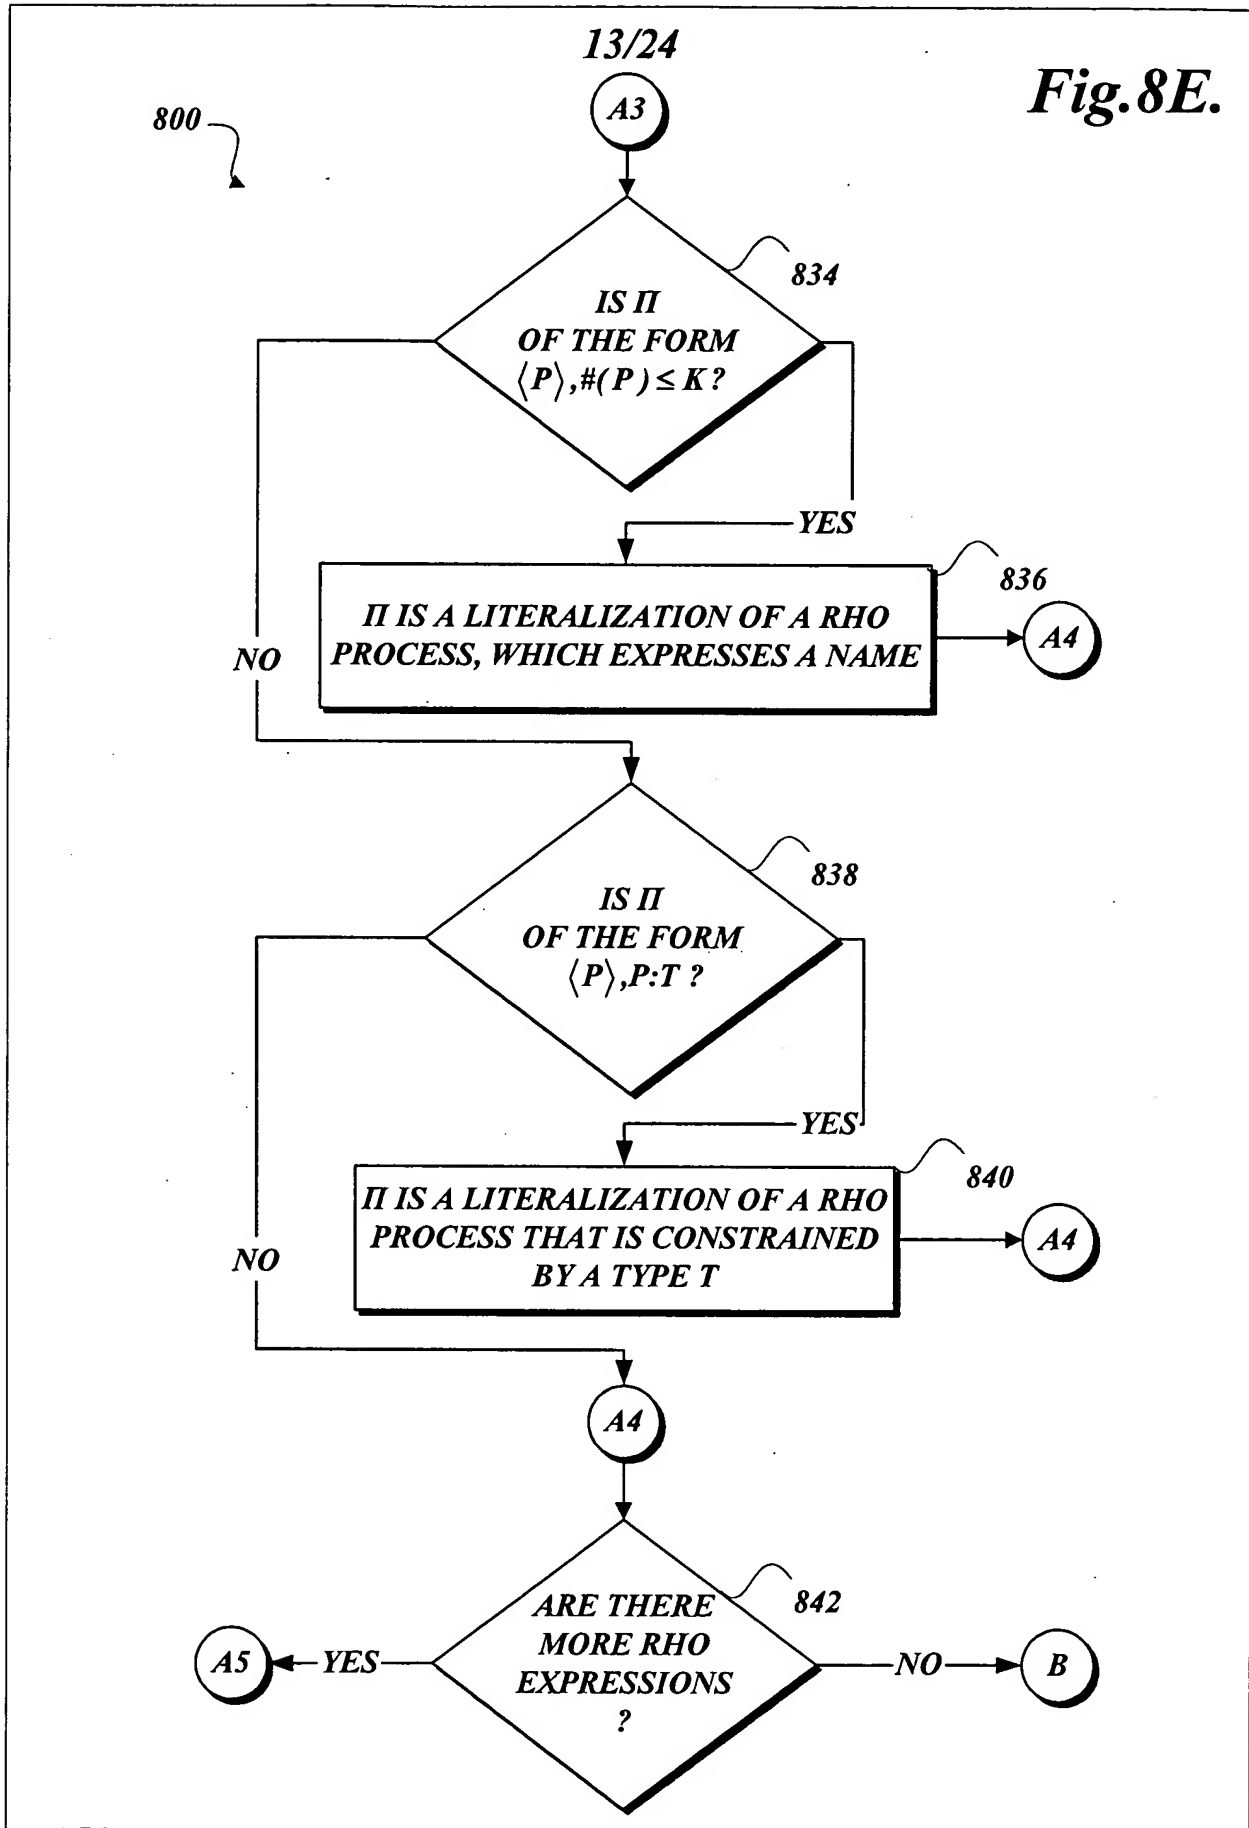 13/24
Fig.8E.
A3
800
834
IS Π
OF THE FORM
⟨P⟩,#(P)≤K?
YES
836
Π IS A LITERALIZATION OF A RHO
PROCESS, WHICH EXPRESSES A NAME
A4
NO
838
IS Π
OF THE FORM
⟨P⟩,P:T ?
YES
840
Π IS A LITERALIZATION OF A RHO
PROCESS THAT IS CONSTRAINED
BY A TYPE T
A4
NO
A4
842
ARE THERE
MORE RHO
EXPRESSIONS
?
A5
YES
NO
B